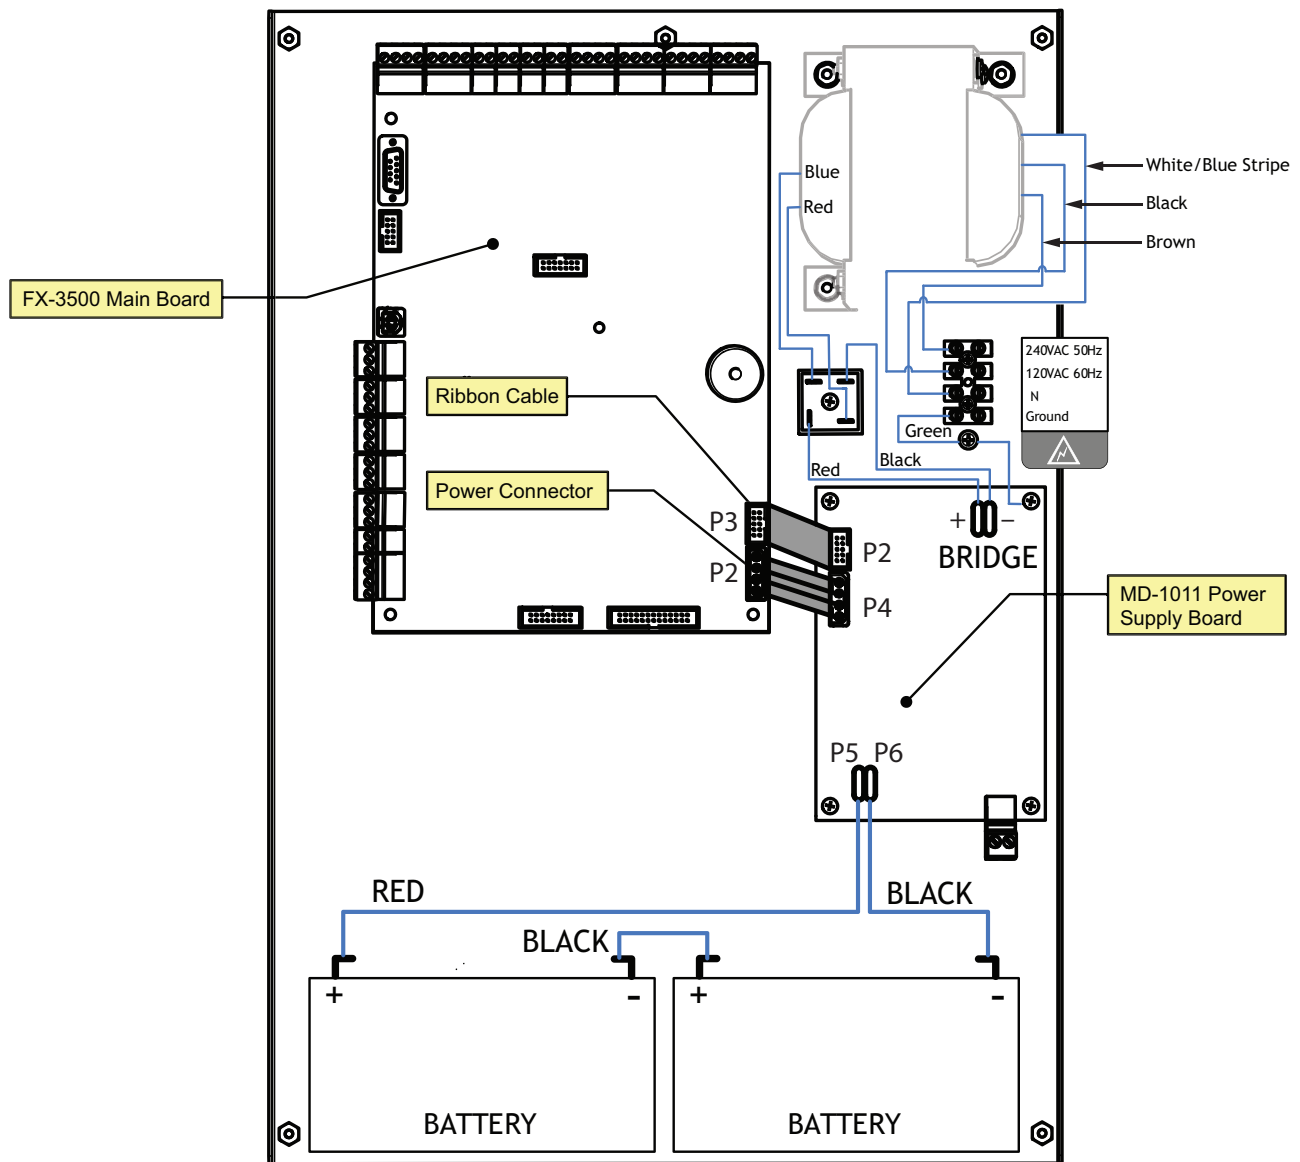 White/Blue Stripe
Blue
Black
Red
Brown
FX-3500 Main Board
240VAC 50Hz
120VAC 60Hz
N
Ground
Ribbon Cable
Green
Black
Red
Power Connector
P3
+ -
BRIDGE
P2
P2
P4
MD-1011 Power
Supply Board
P5 P6
RED
BLACK
BLACK
+ -
+ -
BATTERY
BATTERY